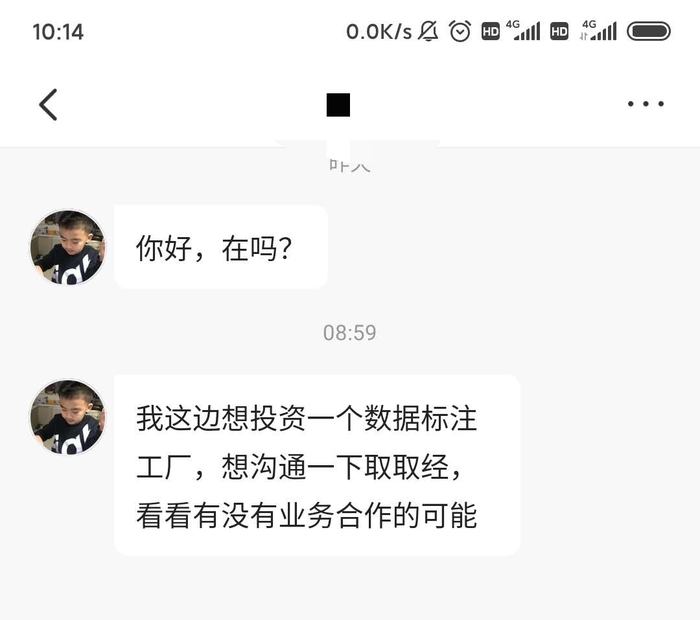 10:14
0.0K/s HD 4G HD 4G
你好，在吗？
08:59
我这边想投资一个数据标注
工厂，想沟通一下取取经，
看看有没有业务合作的可能